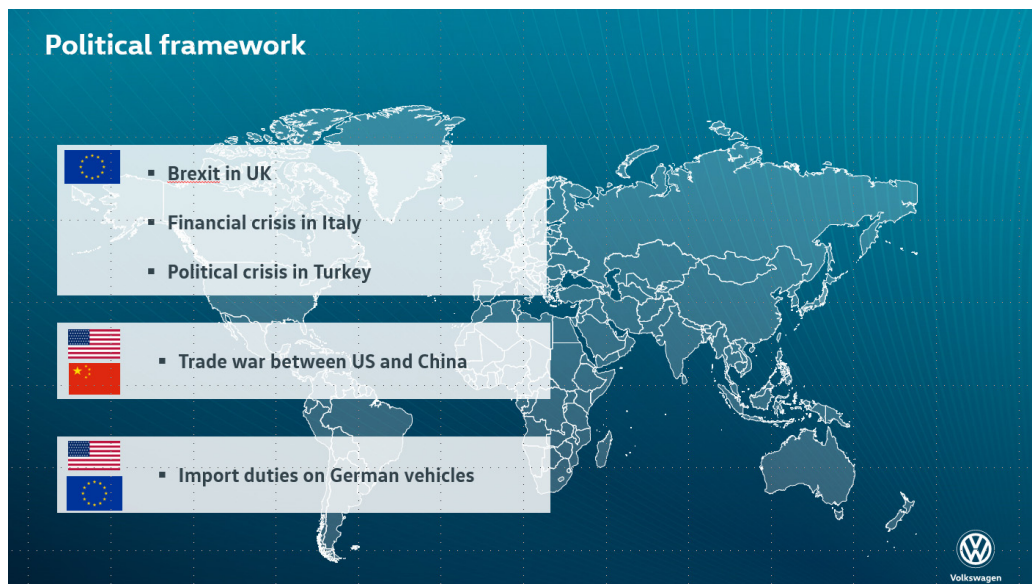 Political framework
▪ Brexit in UK
▪ Financial crisis in Italy
▪ Political crisis in Turkey
▪ Trade war between US and China
▪ Import duties on German vehicles
Volkswagen